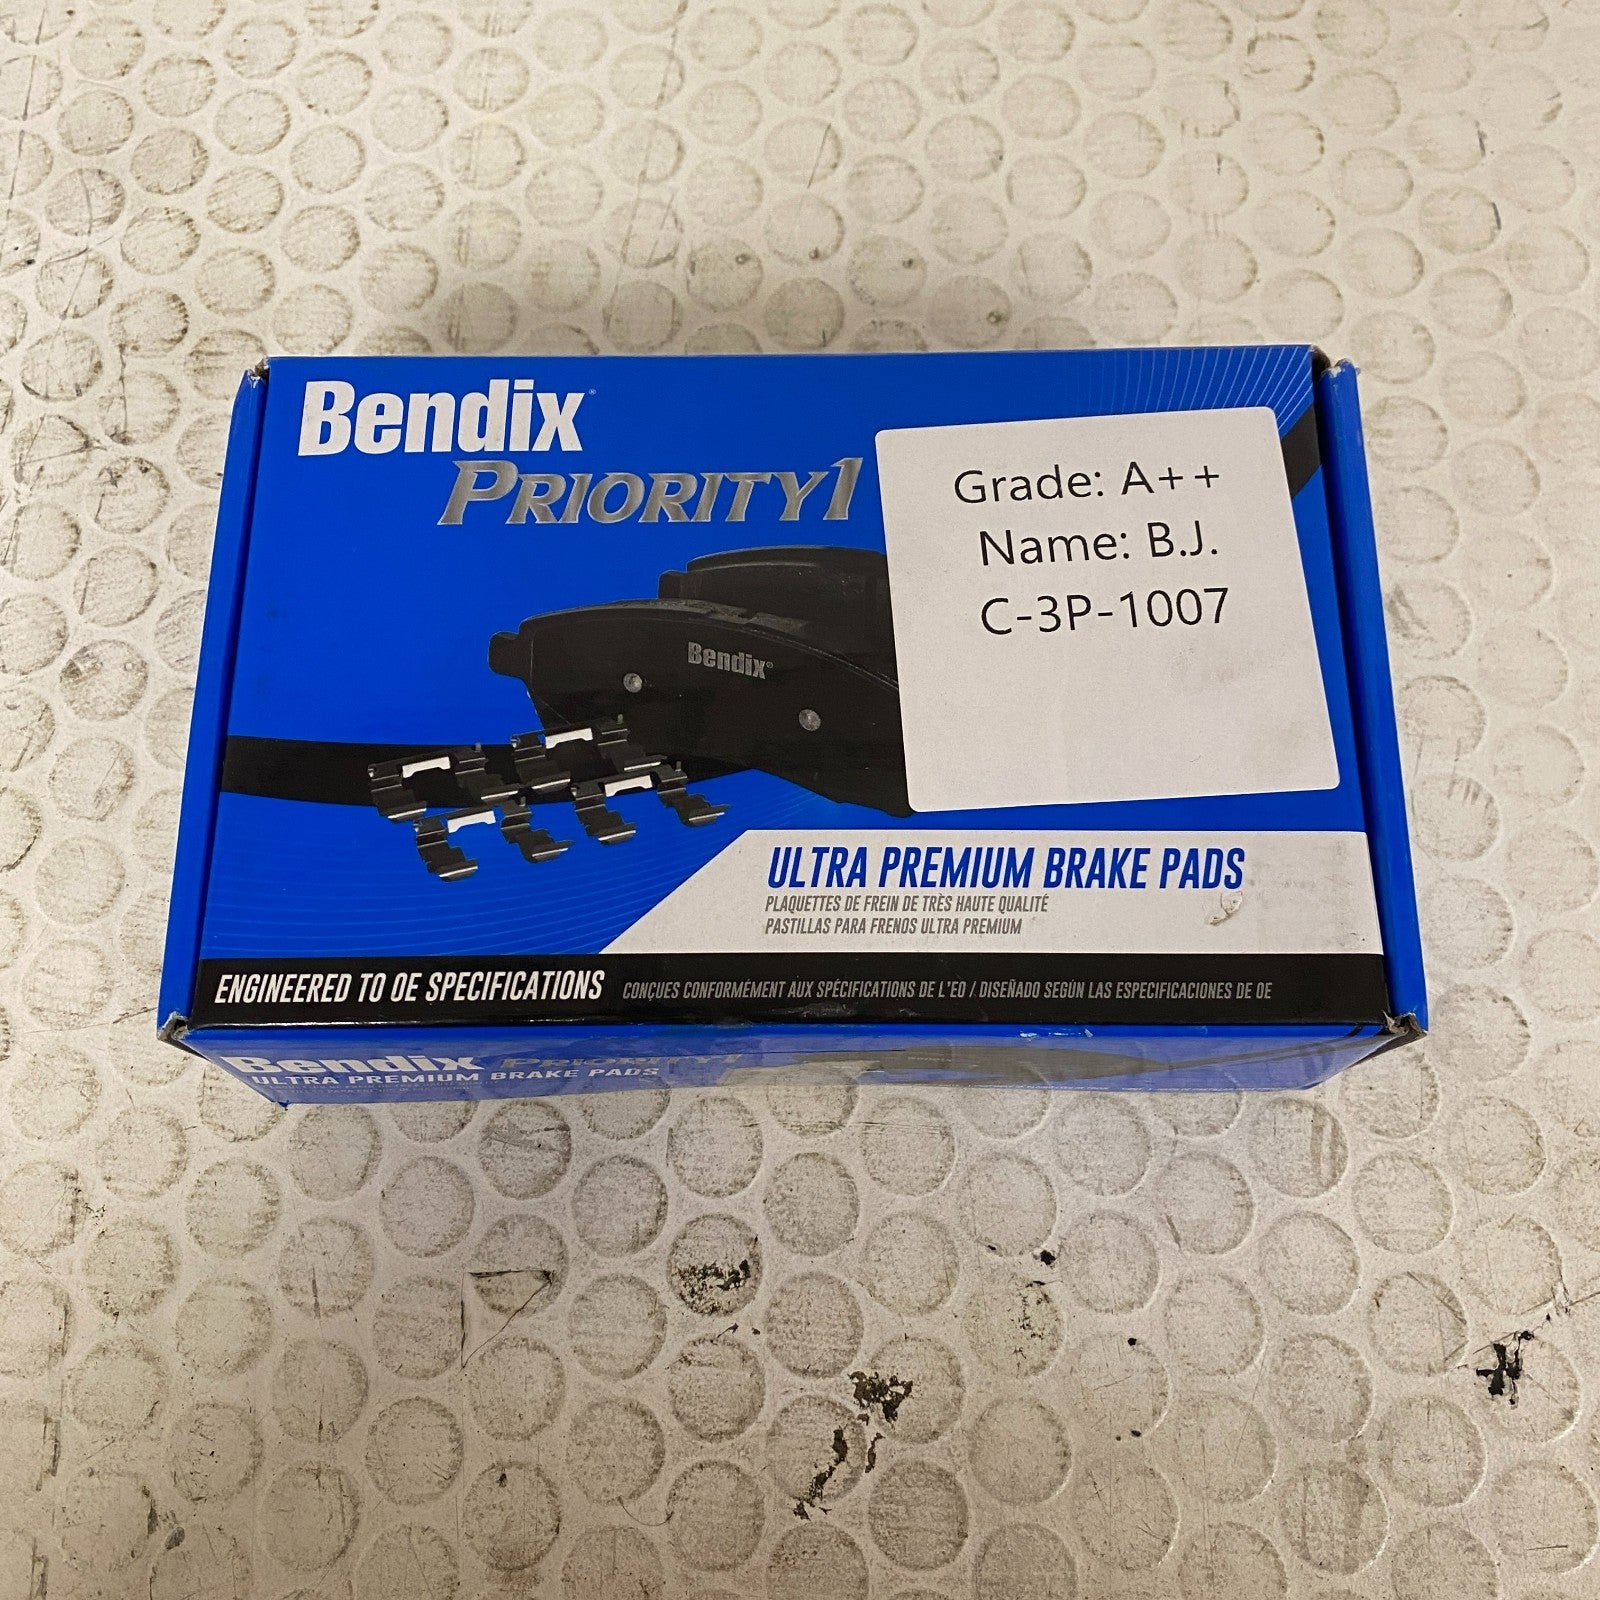 Bendix®
PRIORITY1
Grade: A++
Name: B.J.
C-3P-1007
Bendix®
ULTRA PREMIUM BRAKE PADS
PLAQUETTES DE FREIN DE TRÈS HAUTE QUALITÉ
PASTILLAS PARA FRENOS ULTRA PREMIUM
ENGINEERED TO OE SPECIFICATIONS CONÇUES CONFORMÉMENT AUX SPÉCIFICATIONS DE L'EO / DISEÑADO SEGÚN LAS ESPECIFICACIONES DE OE
Bendix PRIORITY1
ULTRA PREMIUM BRAKE PADS